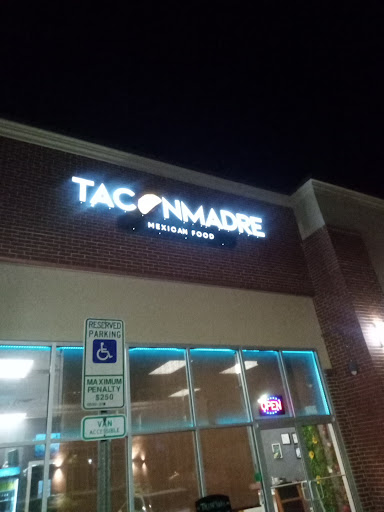 TACONMADRE
MEXICAN FOOD
RESERVED
PARKING
MAXIMUM
PENALTY
$250
VAN
ACCESSIBLE
OPEN